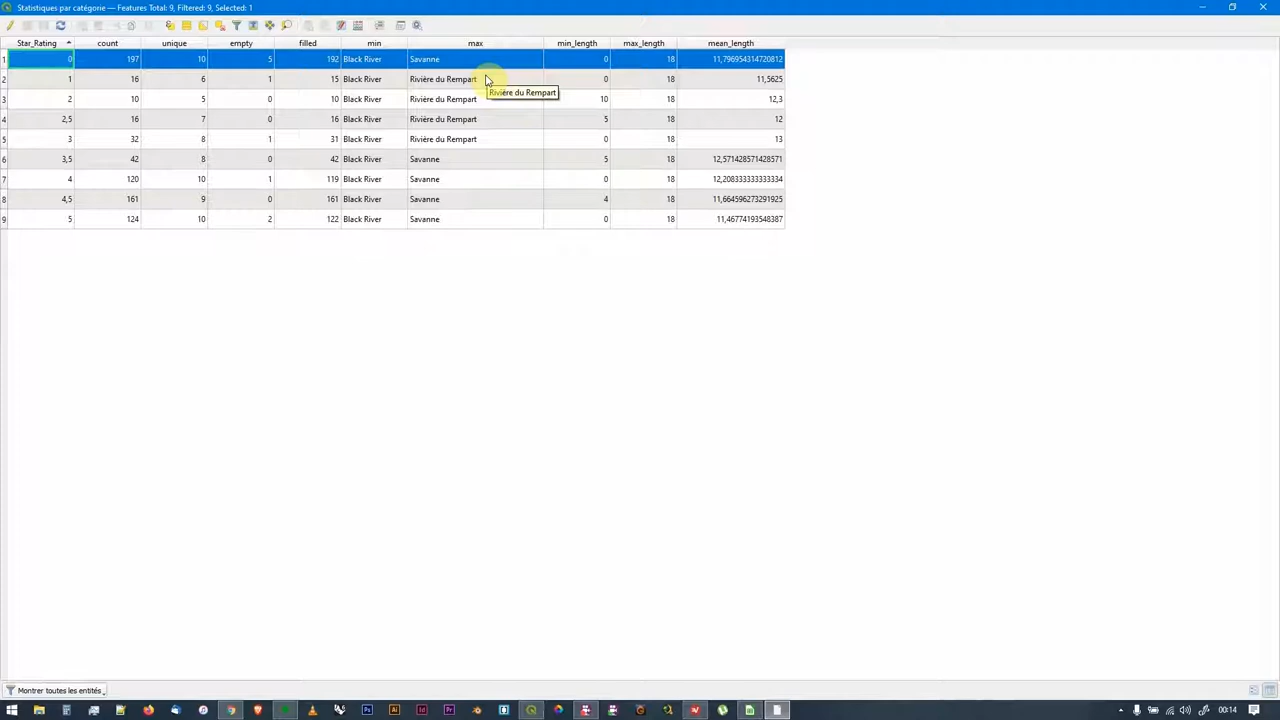 Statistiques par catégorie — Features Total: 9, Filtered: 9, Selected: 1
Star_Rating count unique empty filled min max min_length max_length mean_length
1 0 197 10 5 192 Black River Savanne 0 18 11,796954314720812
2 1 16 6 1 15 Black River Rivière du Rempart 0 18 11,5625
Rivière du Rempart
3 2 10 5 0 10 Black River Rivière du Rempart 10 18 12,3
4 2,5 16 7 0 16 Black River Rivière du Rempart 5 18 12
5 3 32 8 1 31 Black River Rivière du Rempart 0 18 13
6 3,5 42 8 0 42 Black River Savanne 5 18 12,571428571428571
7 4 120 10 1 119 Black River Savanne 0 18 12,208333333333334
8 4,5 161 9 0 161 Black River Savanne 4 18 11,664596273291925
9 5 124 10 2 122 Black River Savanne 0 18 11,46774193548387
Montrer toutes les entités
Ps Ai Id Pr 00:14